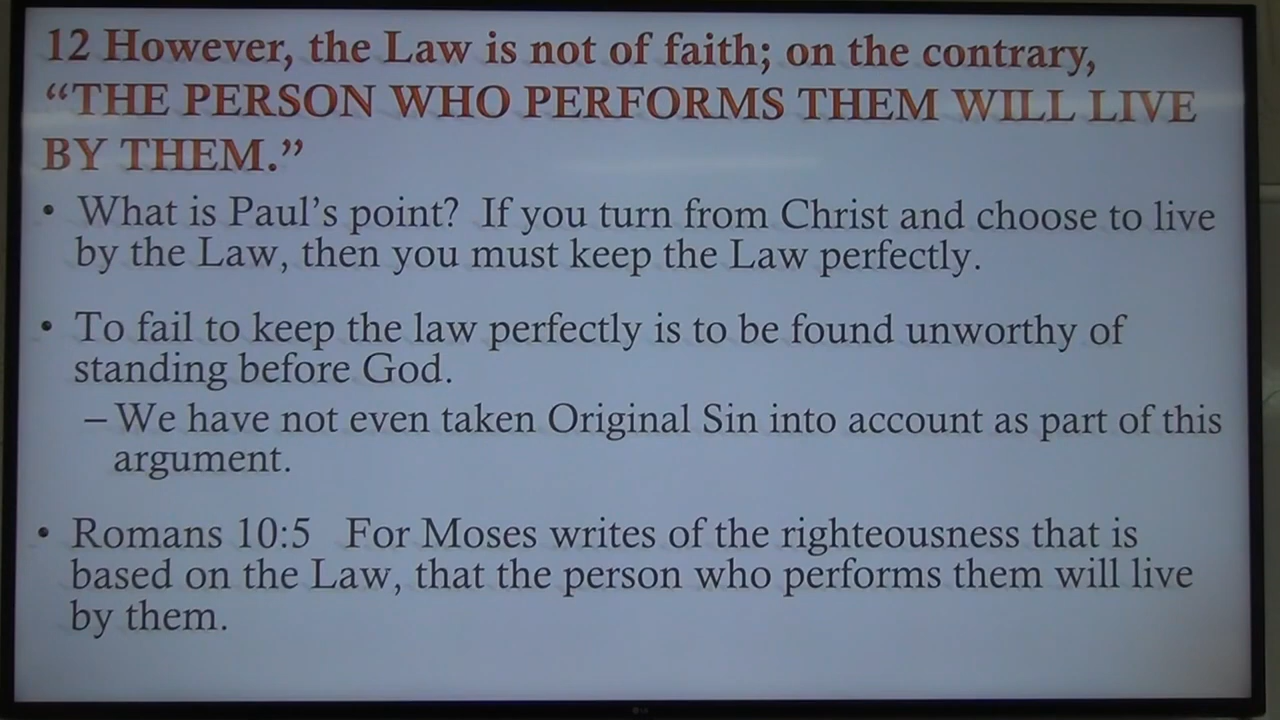 12 However, the Law is not of faith; on the contrary,
“THE PERSON WHO PERFORMS THEM WILL LIVE
BY THEM.”
• What is Paul’s point? If you turn from Christ and choose to live
by the Law, then you must keep the Law perfectly.
• To fail to keep the law perfectly is to be found unworthy of
standing before God.
– We have not even taken Original Sin into account as part of this
argument.
• Romans 10:5 For Moses writes of the righteousness that is
based on the Law, that the person who performs them will live
by them.
LG